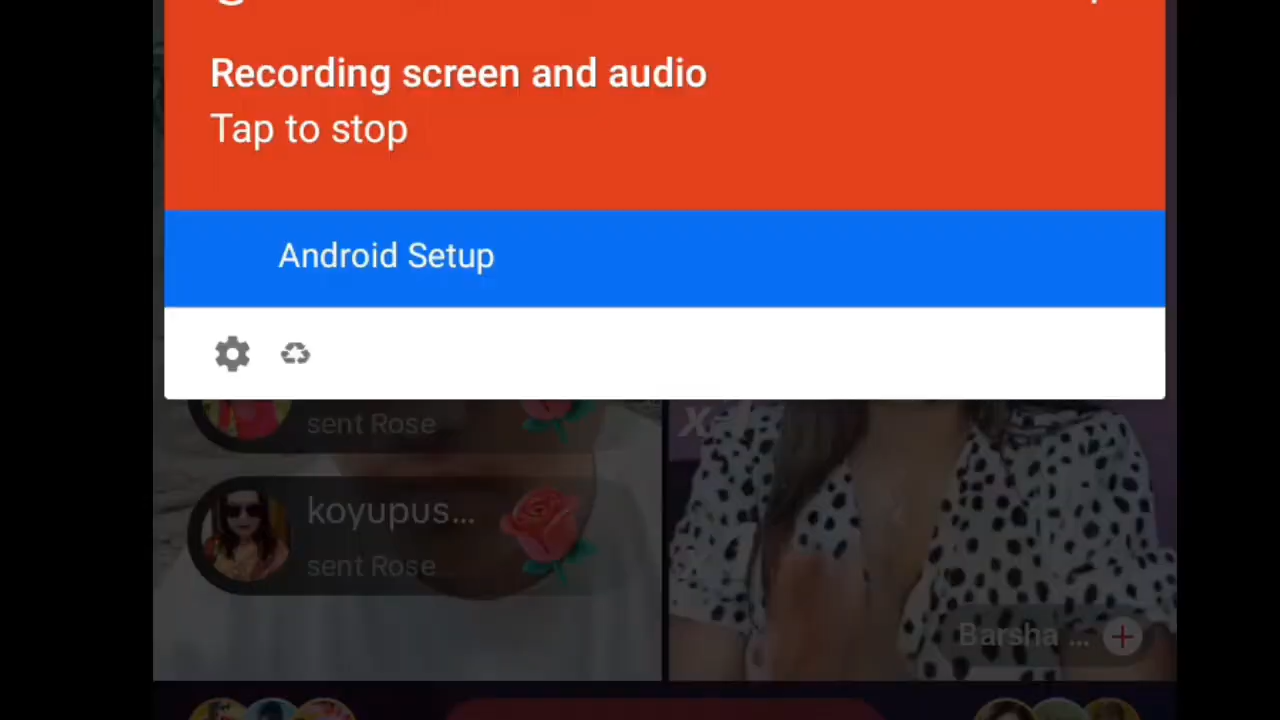 Recording screen and audio
Tap to stop
Android Setup
sent Rose
koyupus...
sent Rose
Barsha ...